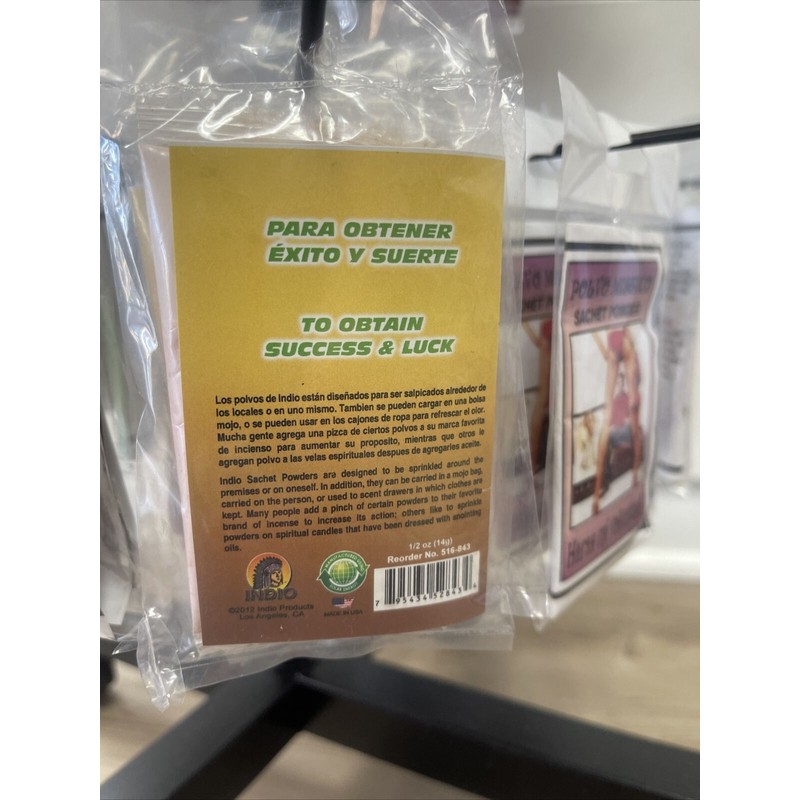 PARA OBTENER
ÉXITO Y SUERTE
TO OBTAIN
SUCCESS & LUCK
Los polvos de Indio están diseñados para ser salpicados alrededor de
los locales o en uno mismo. Tambien se pueden cargar en una bolsa
mojo, o se pueden usar en los cajones de ropa para refrescar el olor.
Mucha gente agrega una pizca de ciertos polvos a su marca favorita
de incienso para aumentar su proposito, mientras que otros le
agregan polvo a las velas espirituales despues de agregarles aceite.
Indio Sachet Powders are designed to be sprinkled around the
premises or on oneself. In addition, they can be carried in a mojo bag,
carried on the person, or used to scent drawers in which clothes are
kept. Many people add a pinch of certain powders to their favorite
brand of incense to increase its action; others like to sprinkle
powders on spiritual candles that have been dressed with anointing
oils.
1/2 oz (14g)
Reorder No. 516-843
INDIO
©2012 Indio Products
Los Angeles, CA
MADE IN USA
7 95434 52843 4
SACHET POWDER